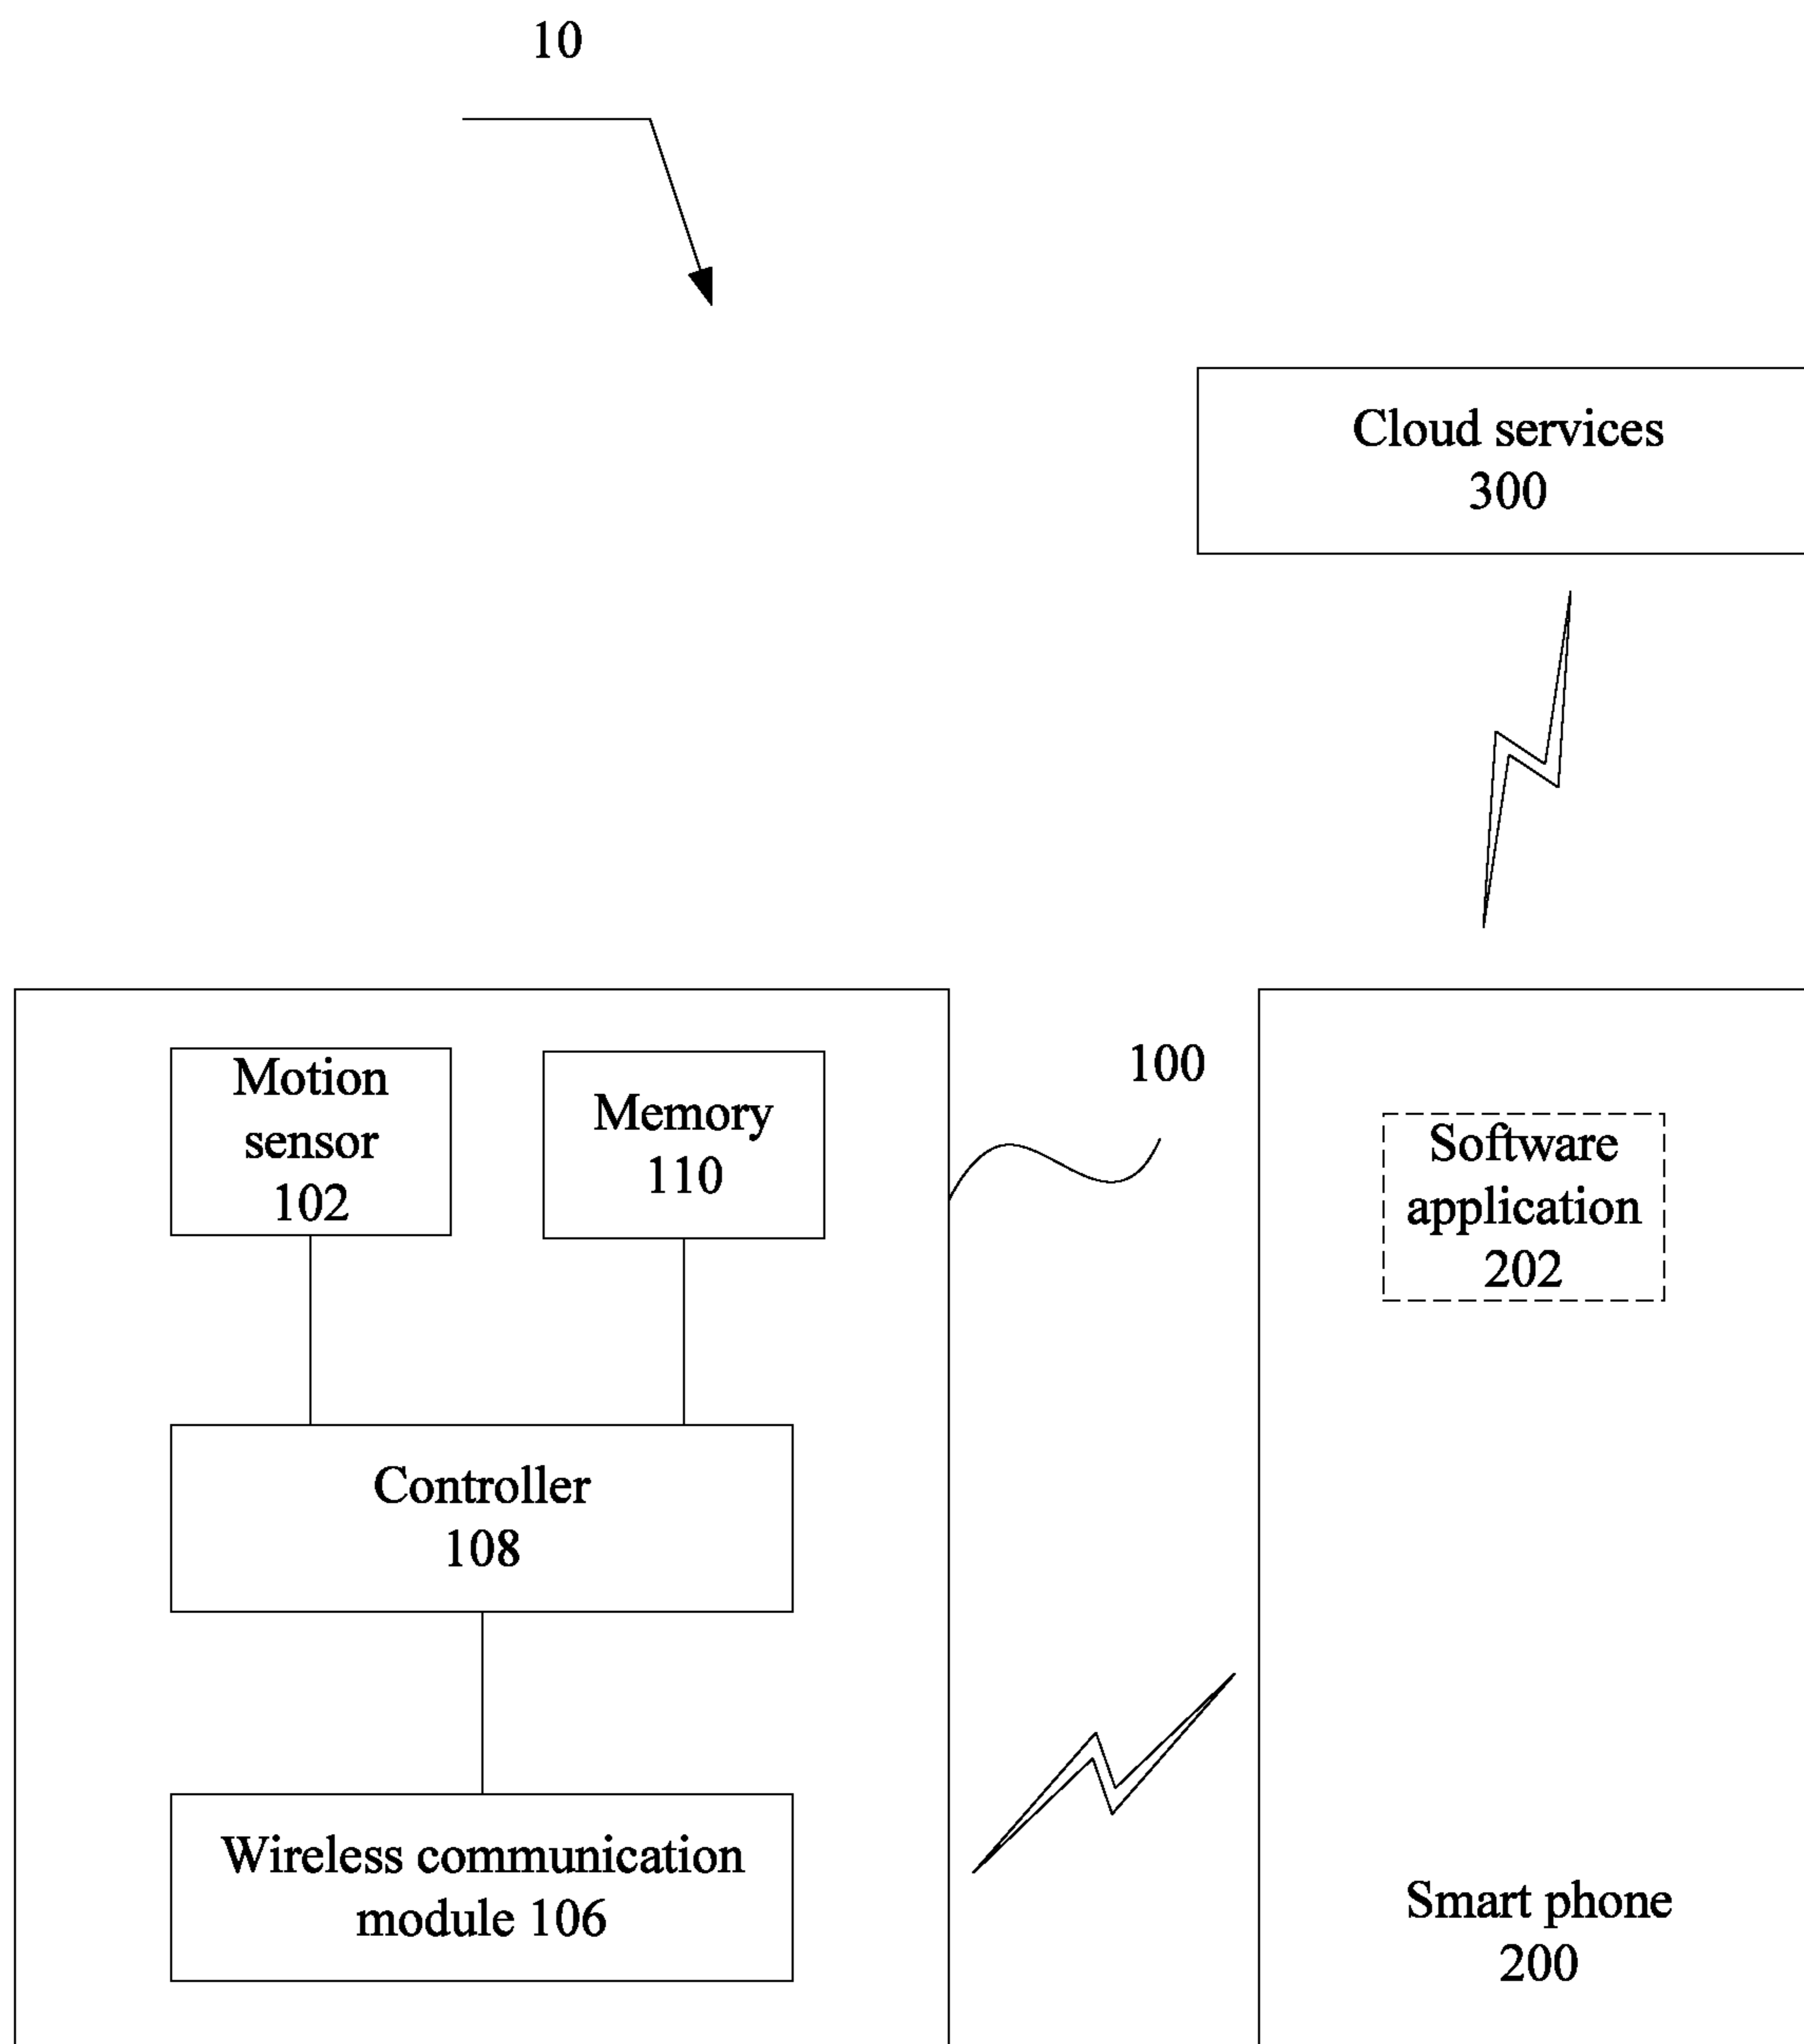 10
Cloud services
300
Motion
sensor
102
Memory
110
100
Software
application
202
Controller
108
Wireless communication
module 106
Smart phone
200